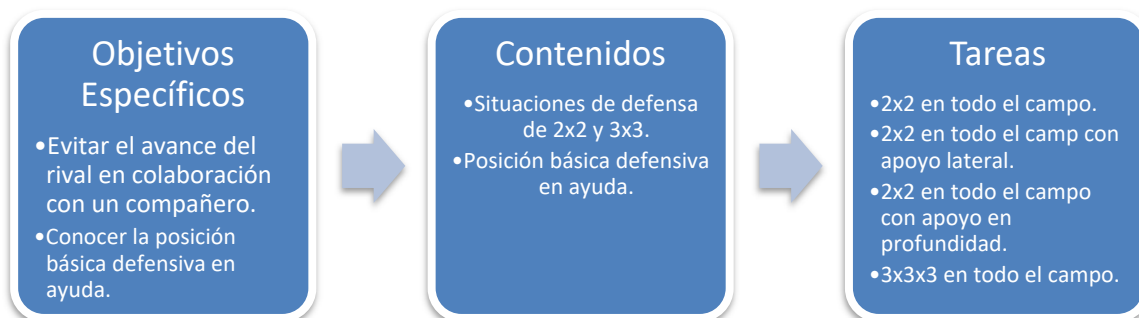 Objetivos
Específicos
•Evitar el avance del
rival en colaboración
con un compañero.
•Conocer la posición
básica defensiva en
ayuda.
Contenidos
•Situaciones de defensa
de 2x2 y 3x3.
•Posición básica defensiva
en ayuda.
Tareas
•2x2 en todo el campo.
•2x2 en todo el camp con
apoyo lateral.
•2x2 en todo el campo
con apoyo en
profundidad.
•3x3x3 en todo el campo.